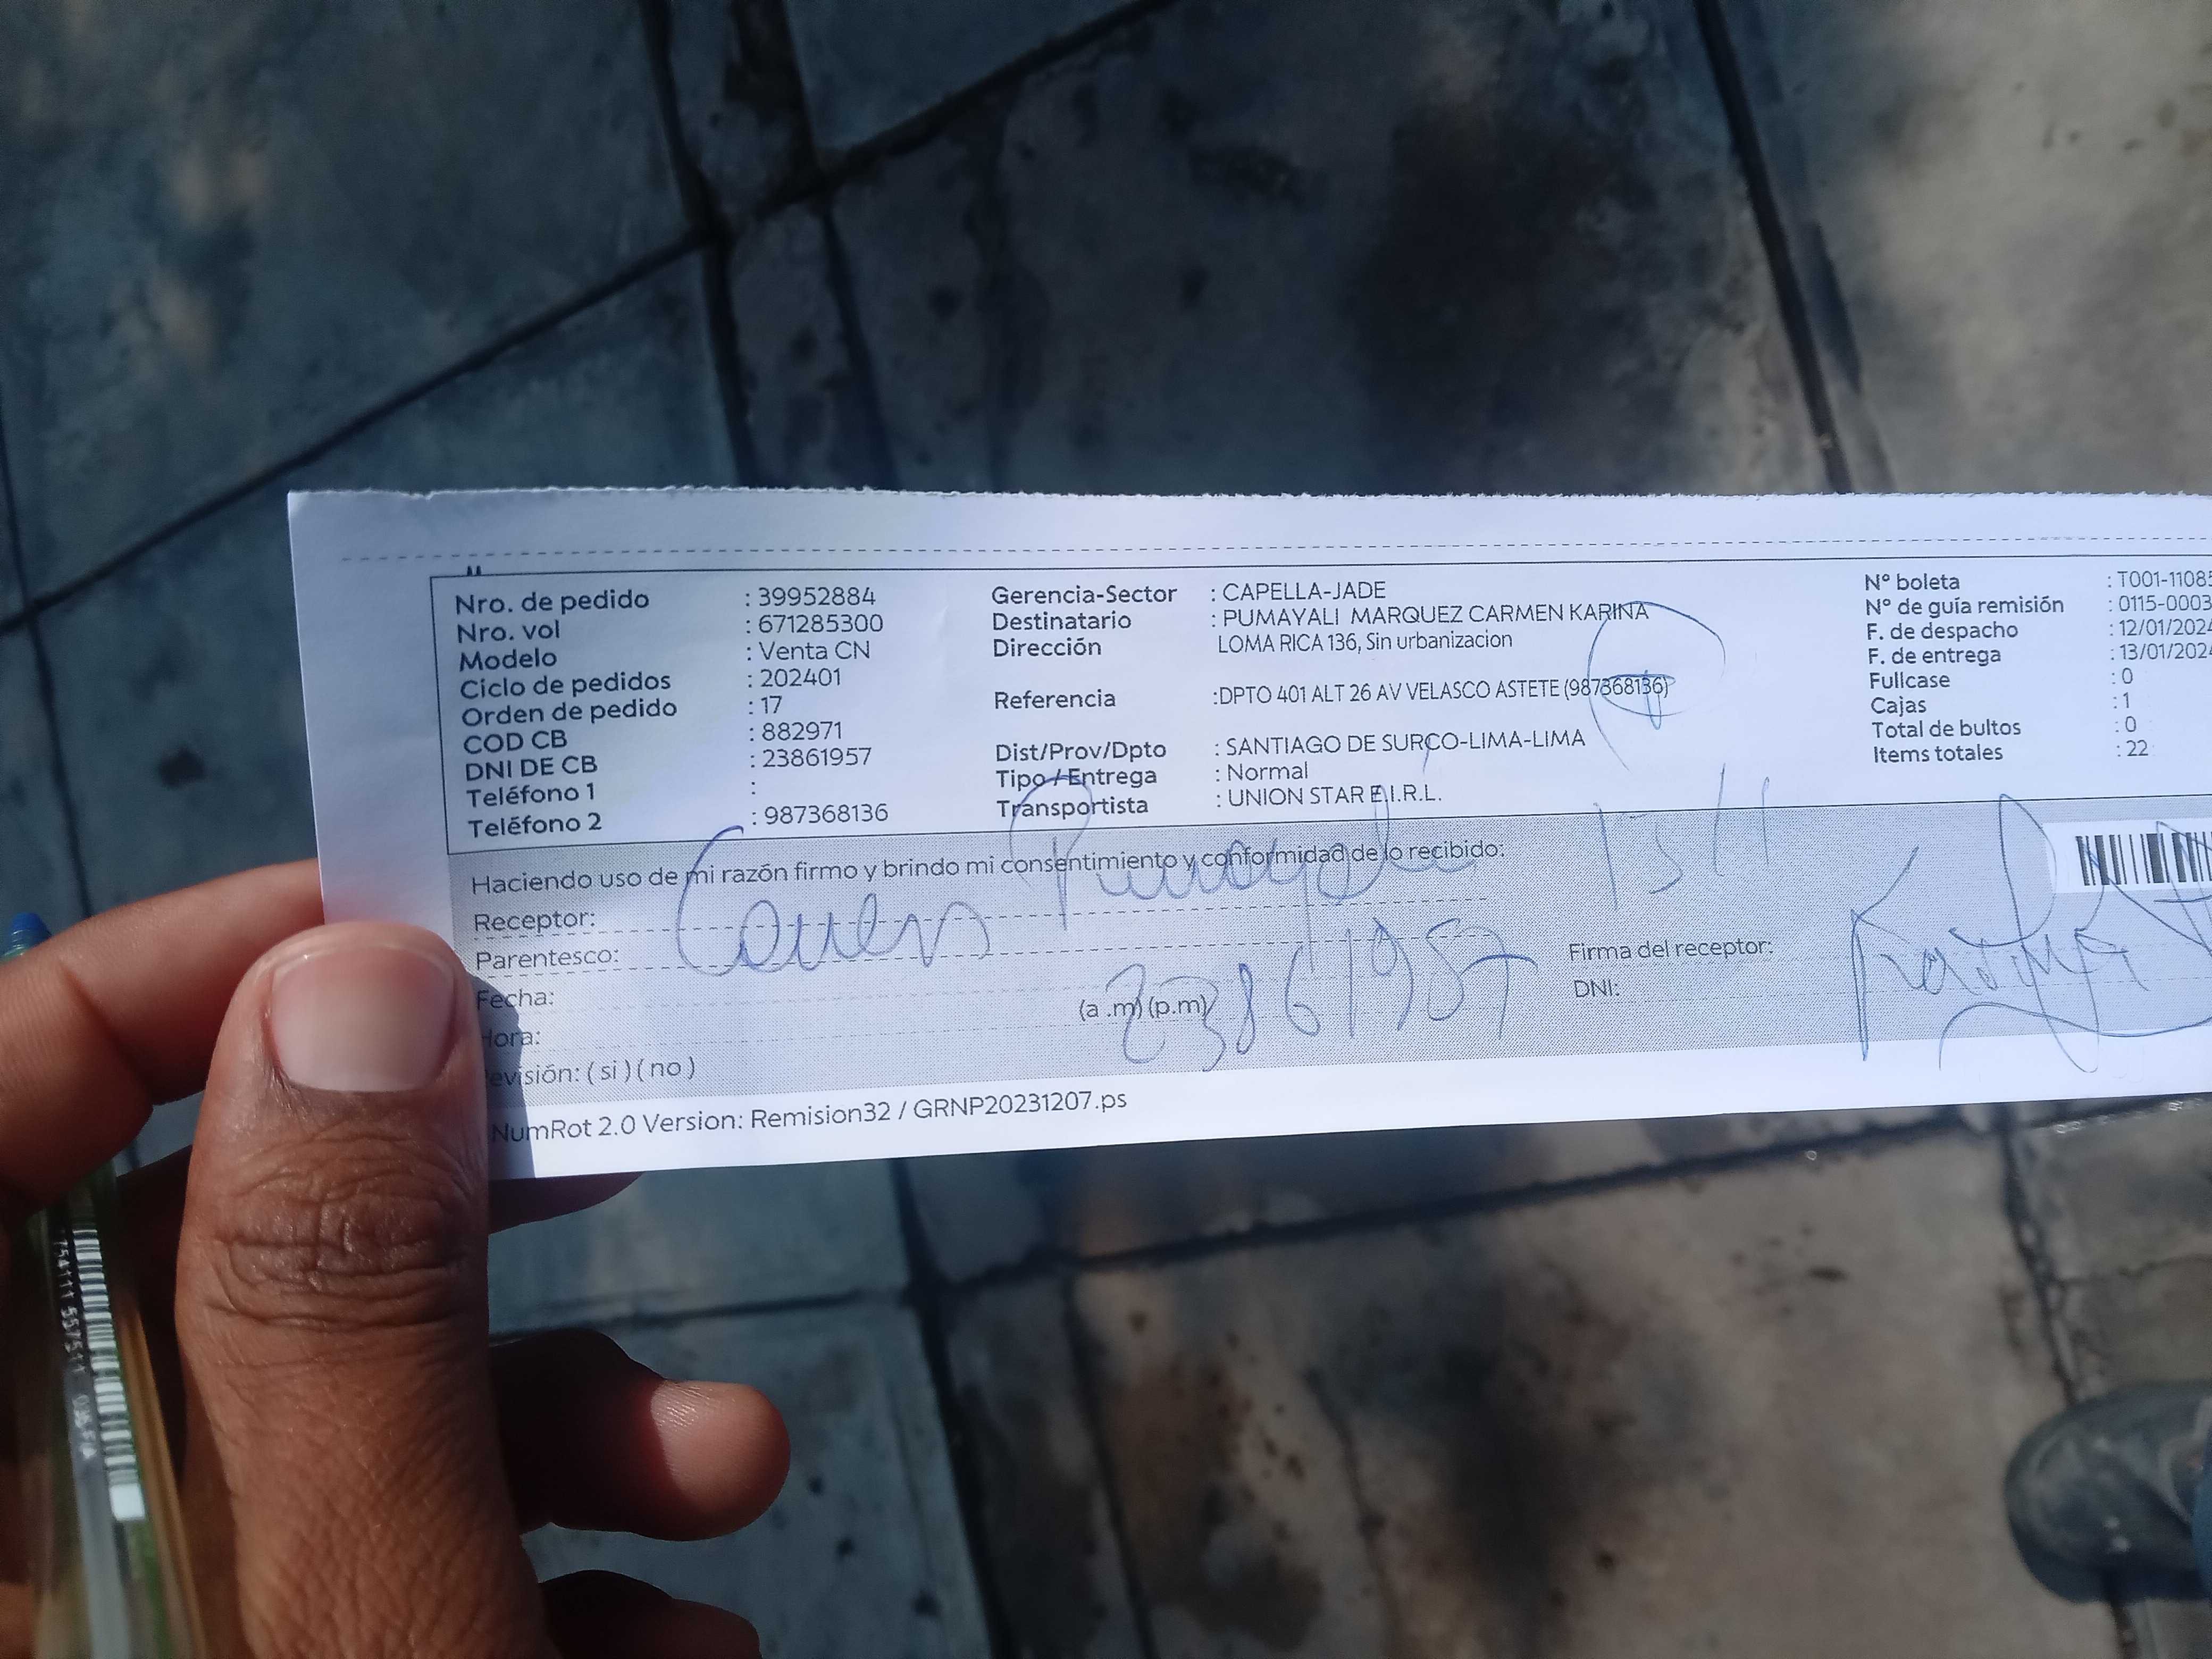 Nro. de pedido : 39952884
Nro. vol : 671285300
Modelo : Venta CN
Ciclo de pedidos : 202401
Orden de pedido : 17
COD CB : 882971
DNI DE CB : 23861957
Teléfono 1 :
Teléfono 2 : 987368136
Gerencia-Sector : CAPELLA-JADE
Destinatario : PUMAYALI MARQUEZ CARMEN KARINA
Dirección LOMA RICA 136, Sin urbanizacion
Referencia :DPTO 401 ALT 26 AV VELASCO ASTETE (987368136)
Dist/Prov/Dpto : SANTIAGO DE SURCO-LIMA-LIMA
Tipo /Entrega : Normal
Transportista : UNION STAR E.I.R.L.
N° boleta : T001-11085
N° de guía remisión : 0115-0003
F. de despacho : 12/01/2024
F. de entrega : 13/01/2024
Fullcase : 0
Cajas : 1
Total de bultos : 0
Items totales : 22
Haciendo uso de mi razón firmo y brindo mi consentimiento y conformidad de lo recibido:
Receptor: Carmen Pumayali
Parentesco:
Fecha:
Hora: (a .m) (p.m)
23861957
Firma del receptor:
DNI:
evisión: ( si ) ( no )
NumRot 2.0 Version: Remision32 / GRNP20231207.ps